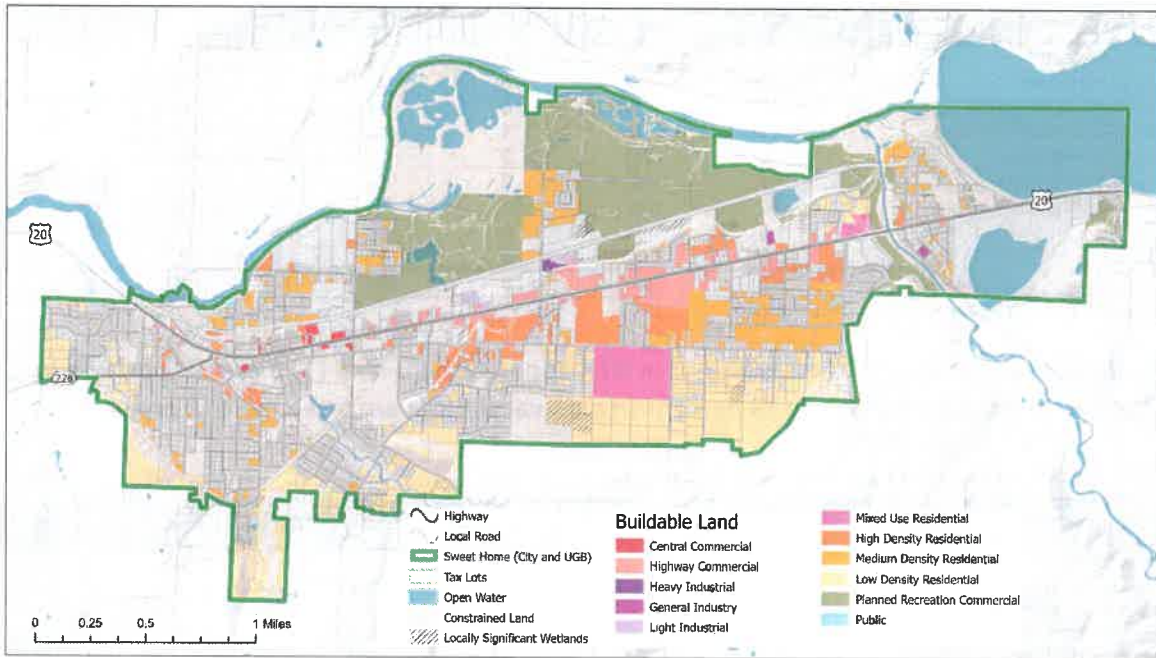 20
20
228
Highway
Local Road
Sweet Home (City and UGB)
Tax Lots
Open Water
Constrained Land
Locally Significant Wetlands
Buildable Land
Central Commercial
Highway Commercial
Heavy Industrial
General Industry
Light Industrial
Mixed Use Residential
High Density Residential
Medium Density Residential
Low Density Residential
Planned Recreation Commercial
Public
0 0.25 0.5 1 Miles